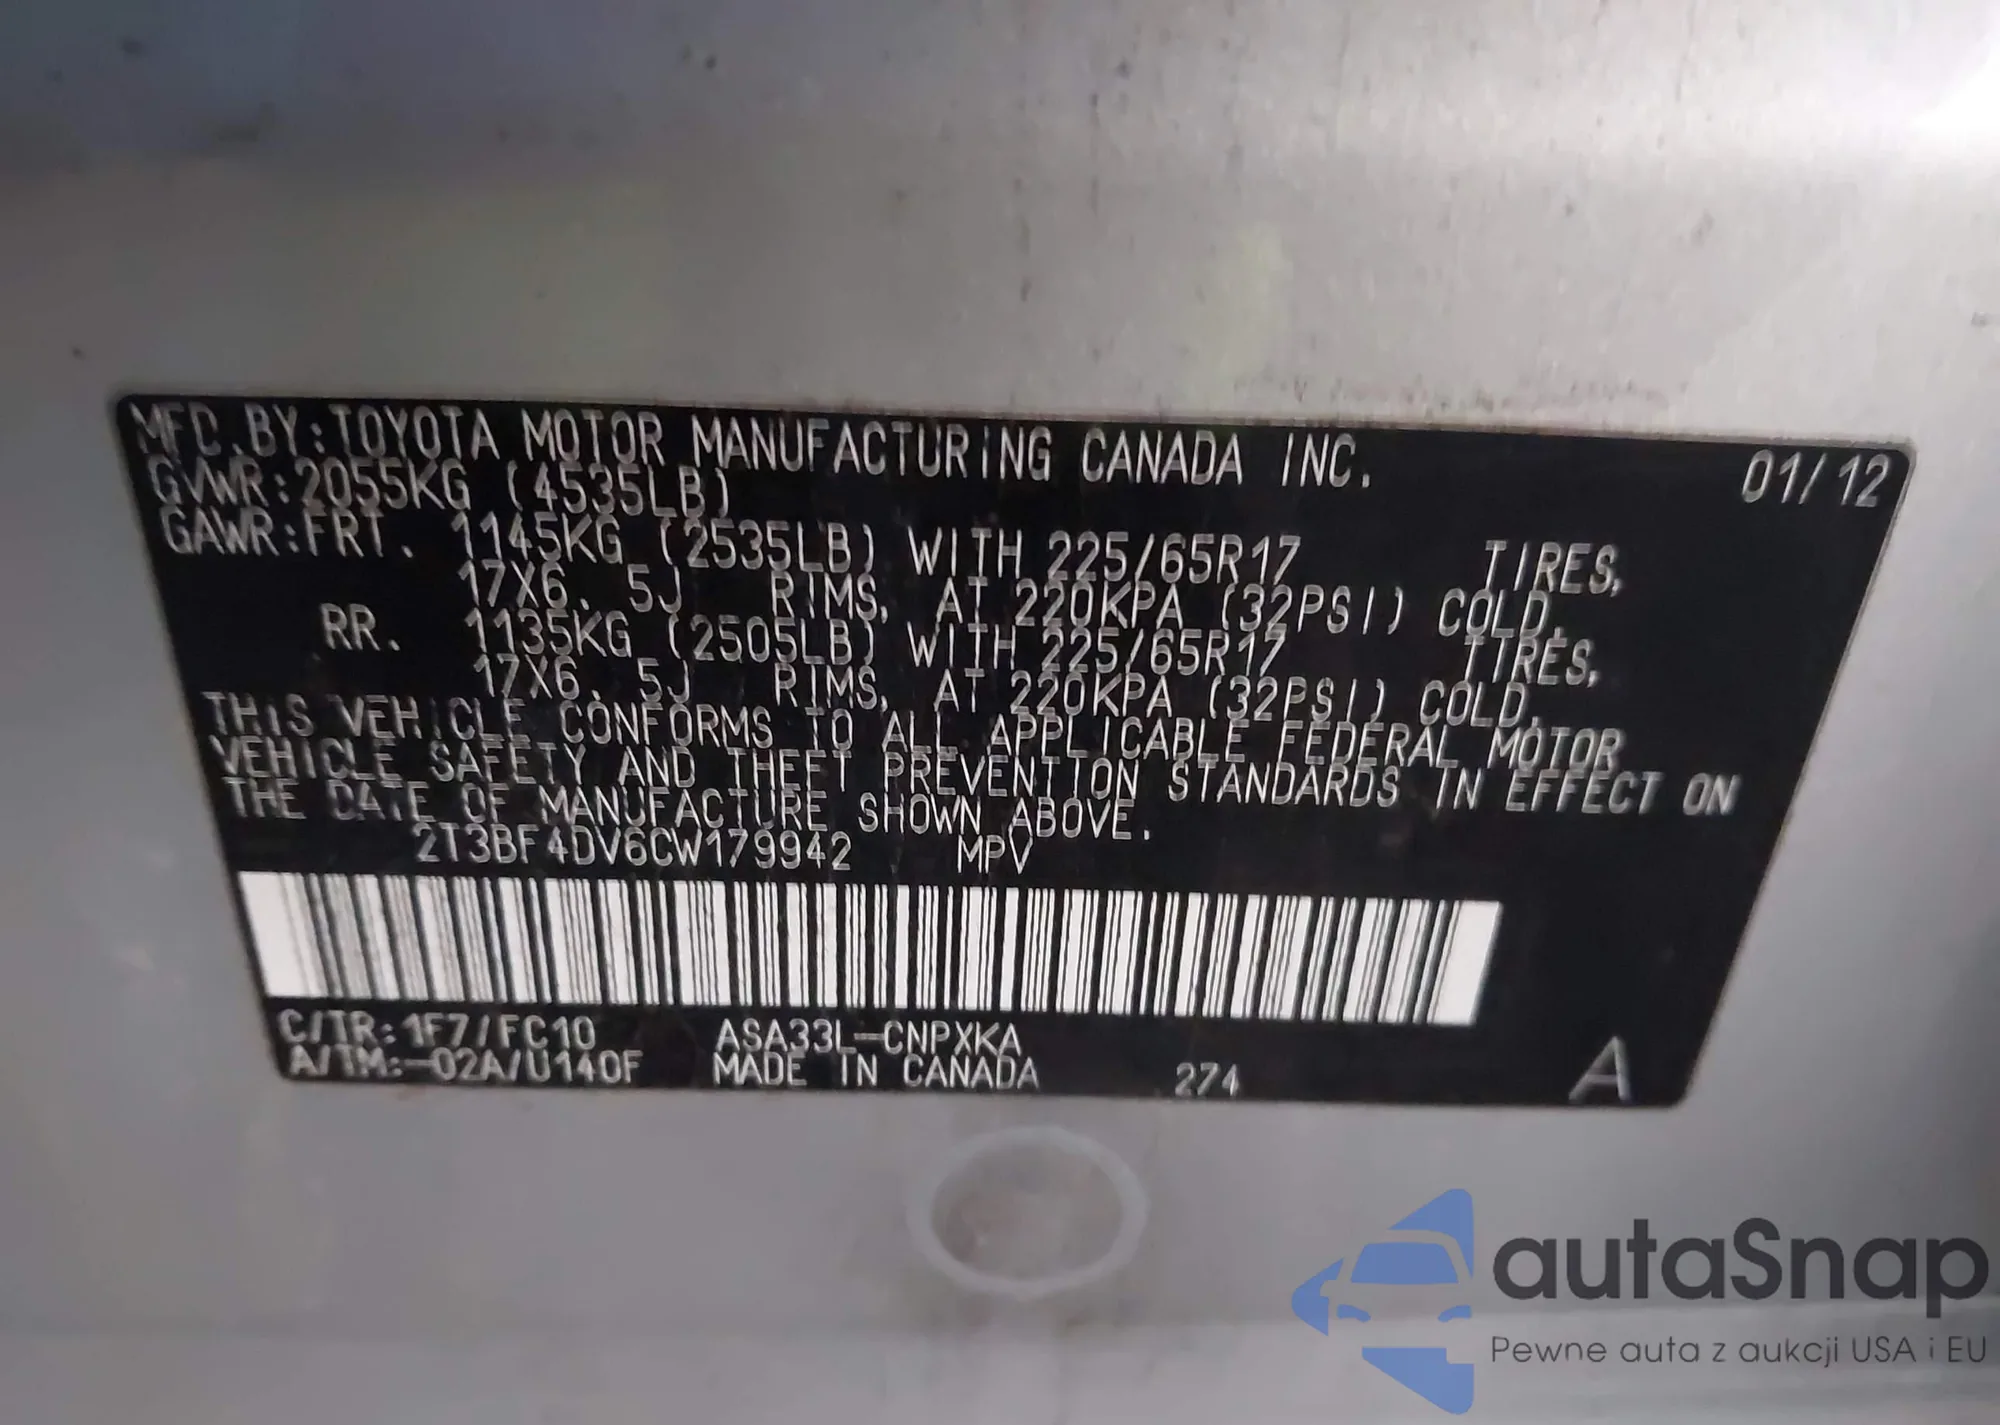 MFD. BY: TOYOTA MOTOR MANUFACTURING CANADA INC. 01/12
GVWR: 2055KG (4535LB)
GAWR: FRT. 1145KG (2535LB) WITH 225/65R17 TIRES,
17X6. 5J RIMS, AT 220KPA (32PSI) COLD,
RR. 1135KG (2505LB) WITH 225/65R17 TIRES,
17X6. 5J RIMS, AT 220KPA (32PSI) COLD.
THIS VEHICLE CONFORMS TO ALL APPLICABLE FEDERAL MOTOR
VEHICLE SAFETY AND THEFT PREVENTION STANDARDS IN EFFECT ON
THE DATE OF MANUFACTURE SHOWN ABOVE.
2T3BF4DV6CW179942 MPV
C/TR: 1F7/FC10 ASA33L-CNPXKA
A/TM: -02A/U140F MADE IN CANADA 274 A
autaSnap
Pewne auta z aukcji USA i EU